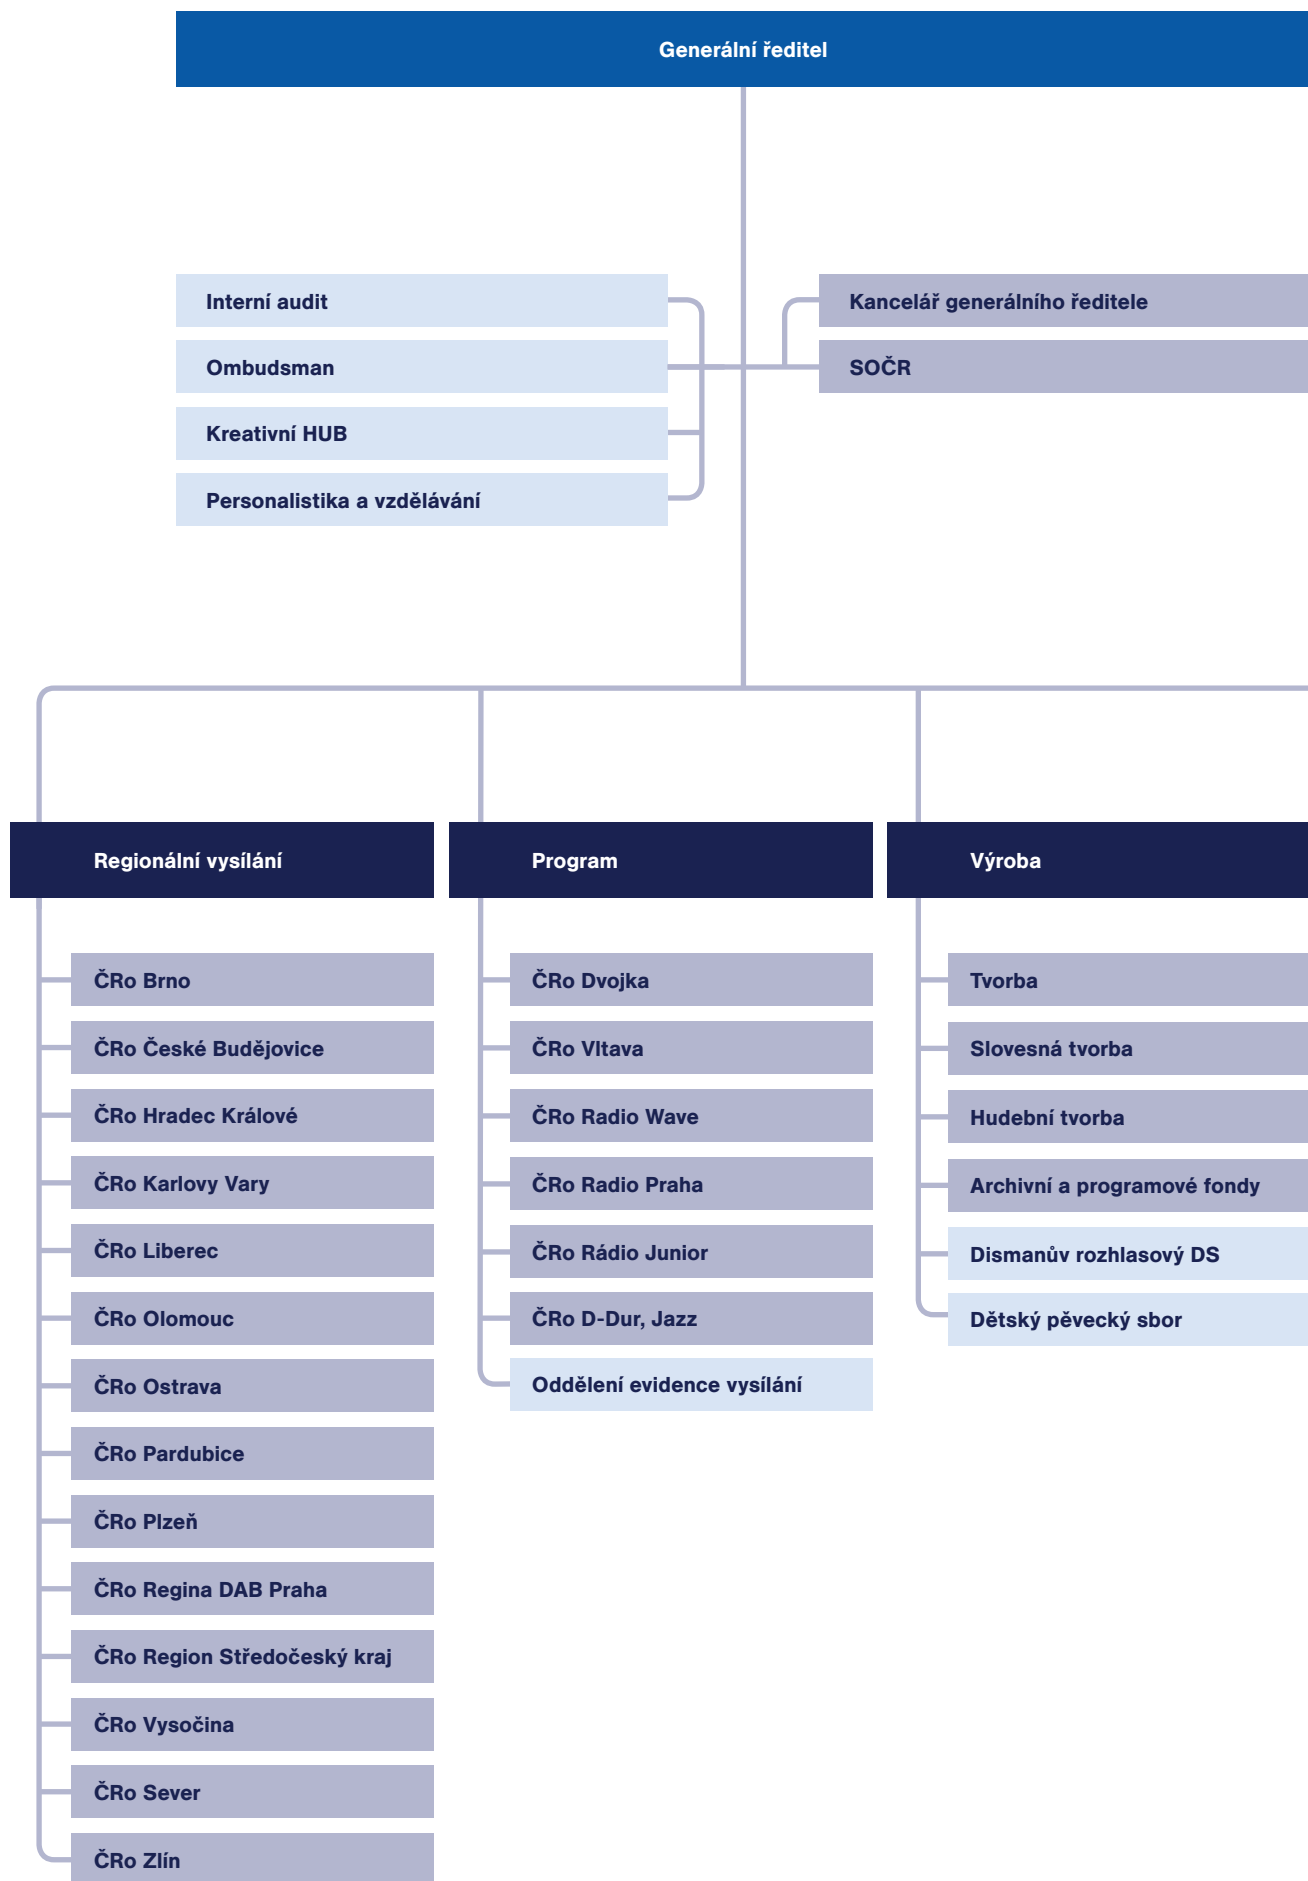 Generální ředitel
Interní audit
Ombudsman
Kreativní HUB
Personalistika a vzdělávání
Kancelář generálního ředitele
SOČR
Regionální vysílání
ČRo Brno
ČRo České Budějovice
ČRo Hradec Králové
ČRo Karlovy Vary
ČRo Liberec
ČRo Olomouc
ČRo Ostrava
ČRo Pardubice
ČRo Plzeň
ČRo Regina DAB Praha
ČRo Region Středočeský kraj
ČRo Vysočina
ČRo Sever
ČRo Zlín
Program
ČRo Dvojka
ČRo Vltava
ČRo Radio Wave
ČRo Radio Praha
ČRo Rádio Junior
ČRo D-Dur, Jazz
Oddělení evidence vysílání
Výroba
Tvorba
Slovesná tvorba
Hudební tvorba
Archivní a programové fondy
Dismanův rozhlasový DS
Dětský pěvecký sbor